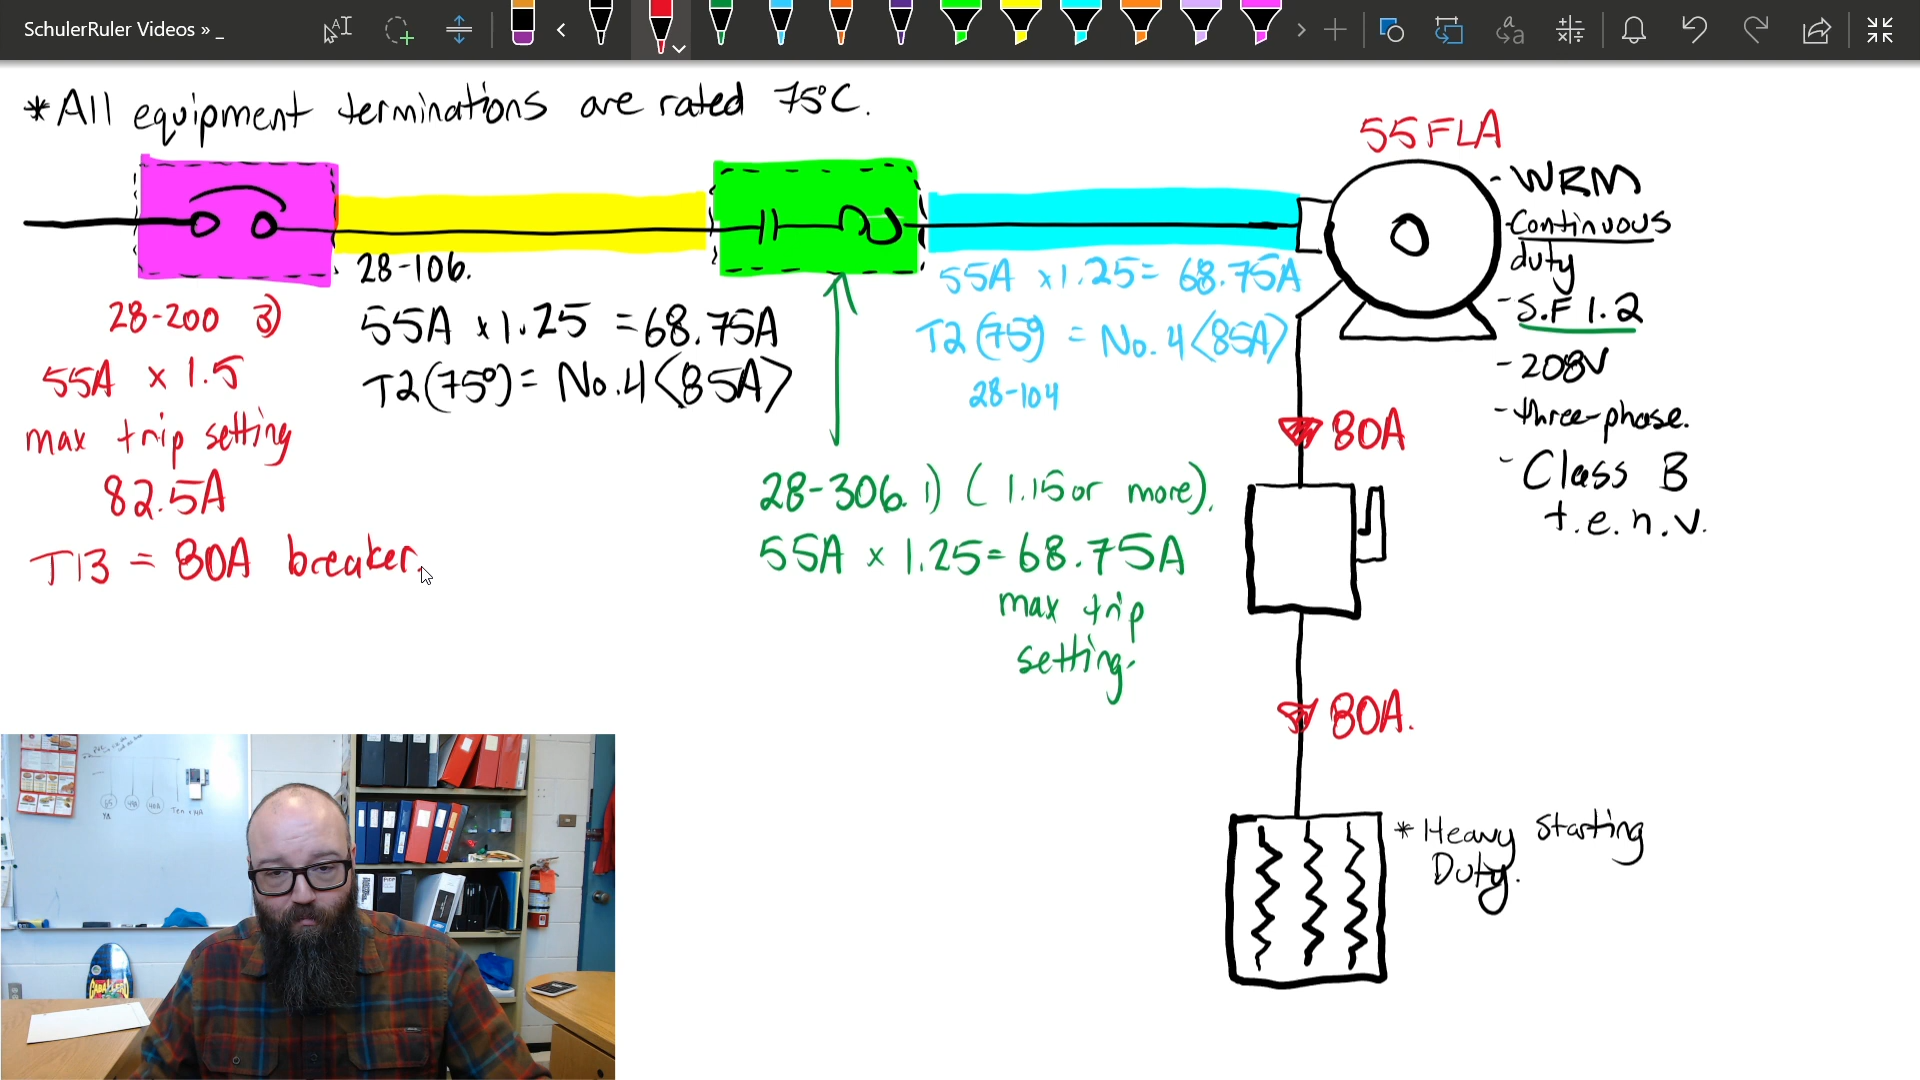 SchulerRuler Videos » _
*All equipment terminations are rated 75°C.
28-200 3)
55A x 1.5
max trip setting
82.5A
T13 = 80A breaker.
28-106.
55A x 1.25 = 68.75A
T2(75°) = No.4<85A>
28-306. 1) ( 1.15 or more).
55A x 1.25 = 68.75A
max trip
setting.
55A x 1.25 = 68.75A
T2 (75°) = No. 4<85A>
28-104
55 FLA
- WRM
- Continuous
duty
- S.F 1.2
- 208V
- three-phase.
- Class B
t.e.n.v.
80A
80A.
* Heavy Starting
Duty.